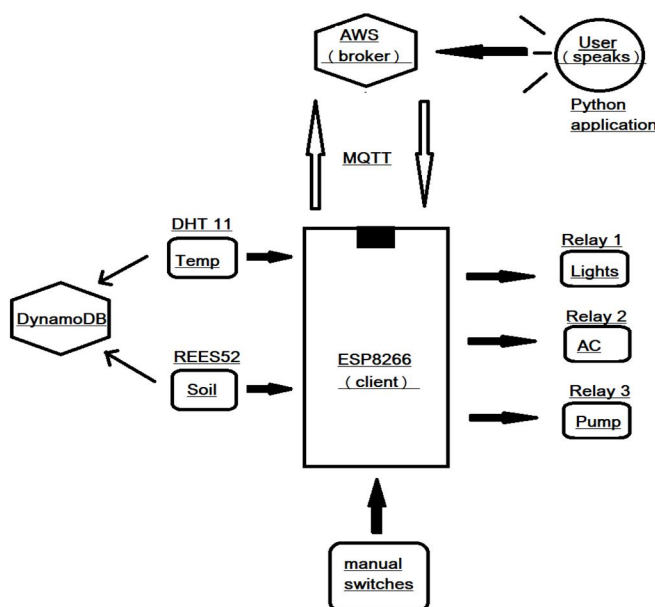 AWS
(broker)
User
(speaks)
Python
application
MQTT
DHT 11
Temp
Relay 1
Lights
DynamoDB
Relay 2
AC
REES52
Soil
ESP8266
(client)
Relay 3
Pump
manual
switches